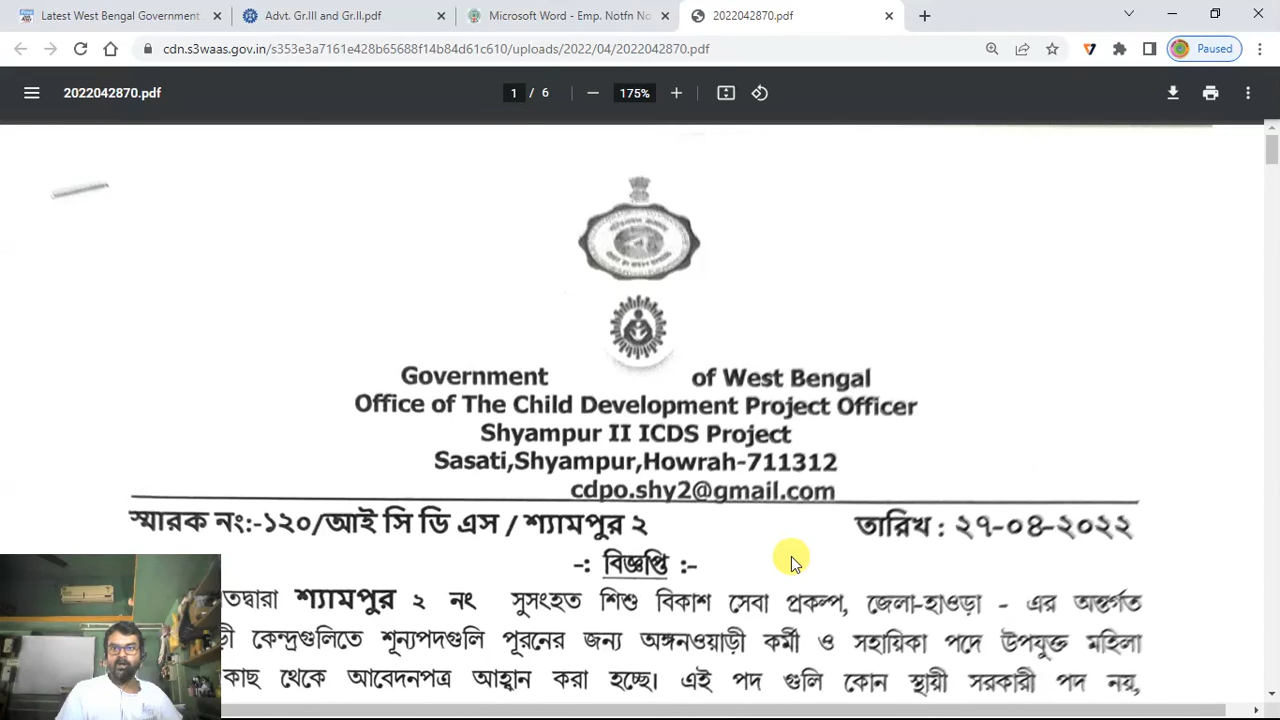 Latest West Bengal Government
Advt. Gr.III and Gr.II.pdf
Microsoft Word - Emp. Notfn No
2022042870.pdf
cdn.s3waas.gov.in/s353e3a7161e428b65688f14b84d61c610/uploads/2022/04/2022042870.pdf
Paused
2022042870.pdf
1 / 6
175%
Government of West Bengal
Office of The Child Development Project Officer
Shyampur II ICDS Project
Sasati,Shyampur,Howrah-711312
cdpo.shy2@gmail.com
স্মারক নং:-১২০/আই সি ডি এস / শ্যামপুর ২ তারিখ : ২৭-০৪-২০২২
-: বিজ্ঞপ্তি :-
তদ্বারা শ্যামপুর ২ নং সুসংহত শিশু বিকাশ সেবা প্রকল্প, জেলা-হাওড়া - এর অন্তর্গত
ড়ী কেন্দ্রগুলিতে শূন্যপদগুলি পূরনের জন্য অঙ্গনওয়াড়ী কর্মী ও সহায়িকা পদে উপযুক্ত মহিলা
কাছ থেকে আবেদনপত্র আহ্বান করা হচ্ছে। এই পদ গুলি কোন স্থায়ী সরকারী পদ নয়,